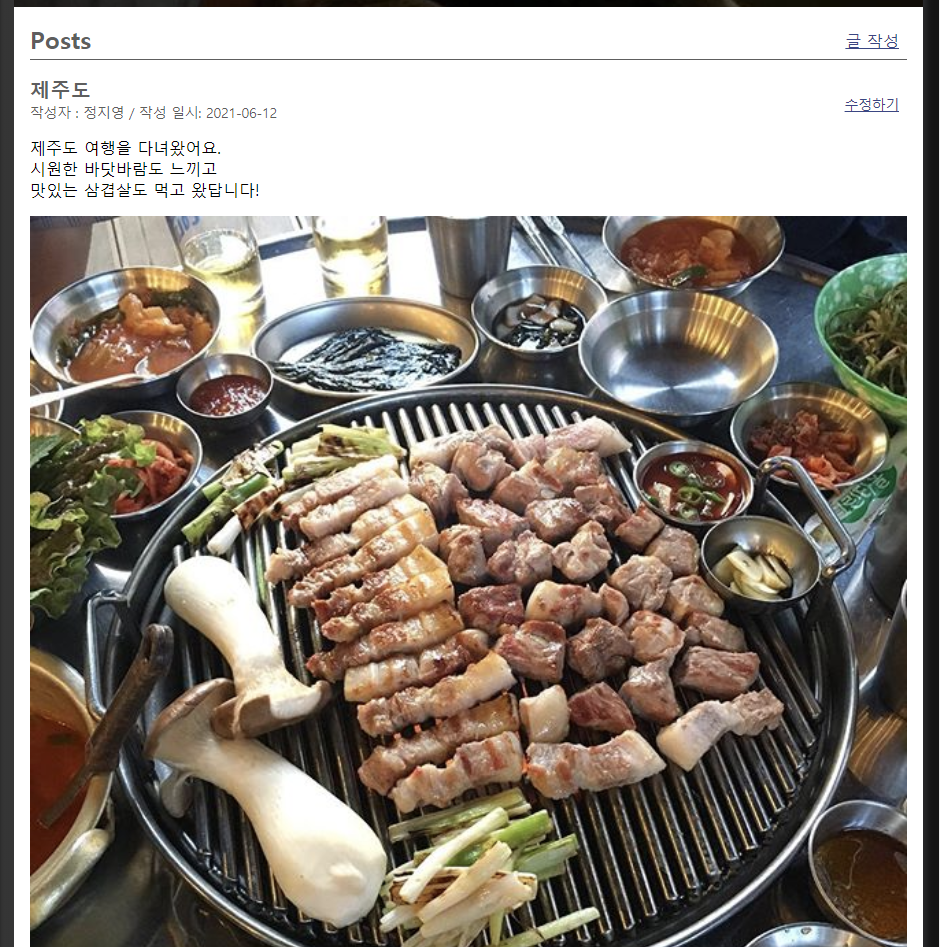 Posts
글 작성
제주도
작성자 : 정지영 / 작성 일시: 2021-06-12
수정하기
제주도 여행을 다녀왔어요.
시원한 바닷바람도 느끼고
맛있는 삼겹살도 먹고 왔답니다!